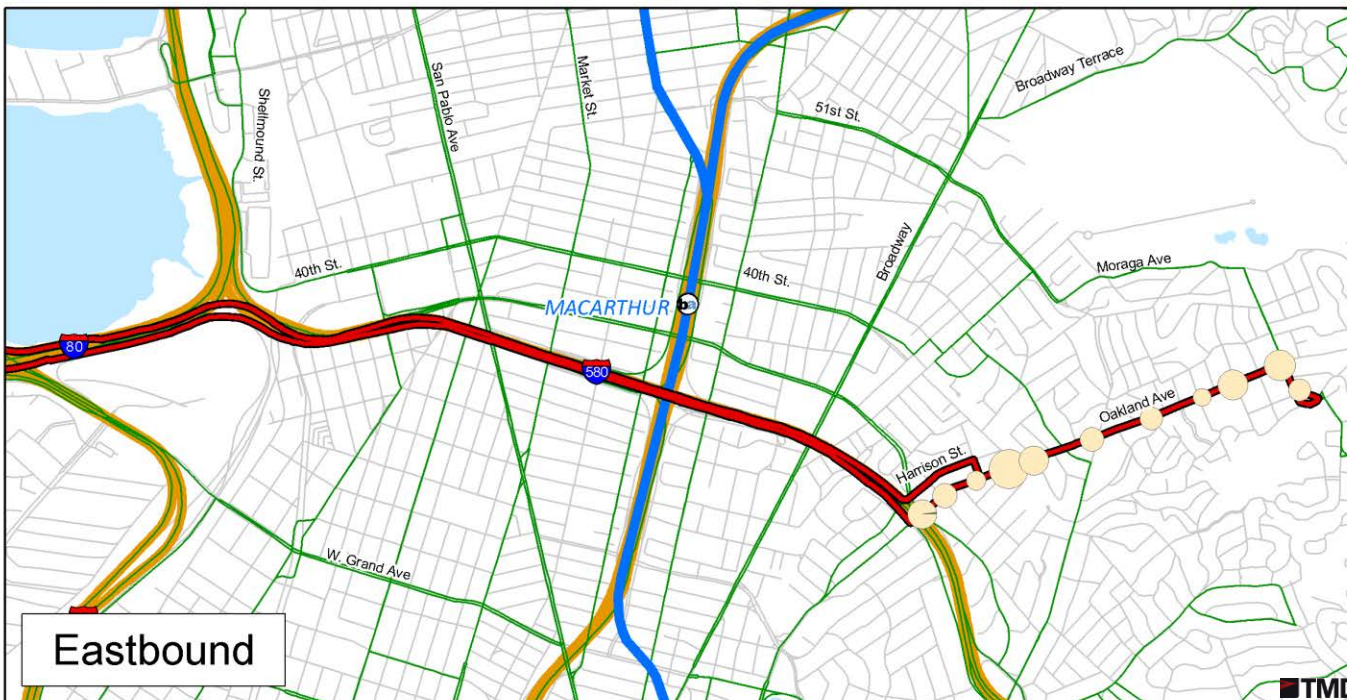 Broadway Terrace
San Pablo Ave
Market St.
Shellmound St.
51st St.
Broadway
Moraga Ave
40th St.
40th St.
MACARTHUR
ba
80
580
Oakland Ave
Harrison St.
W. Grand Ave
Eastbound